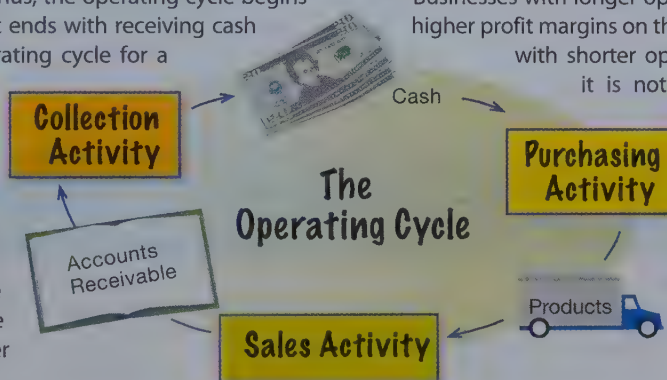 the operating cycle begins
ends with receiving cash
rating cycle for a
Businesses with longer op
higher profit margins on th
with shorter op
it is not
Cash
Collection
Activity
Purchasing
Activity
The
Operating Cycle
Accounts
Receivable
Products
Sales Activity